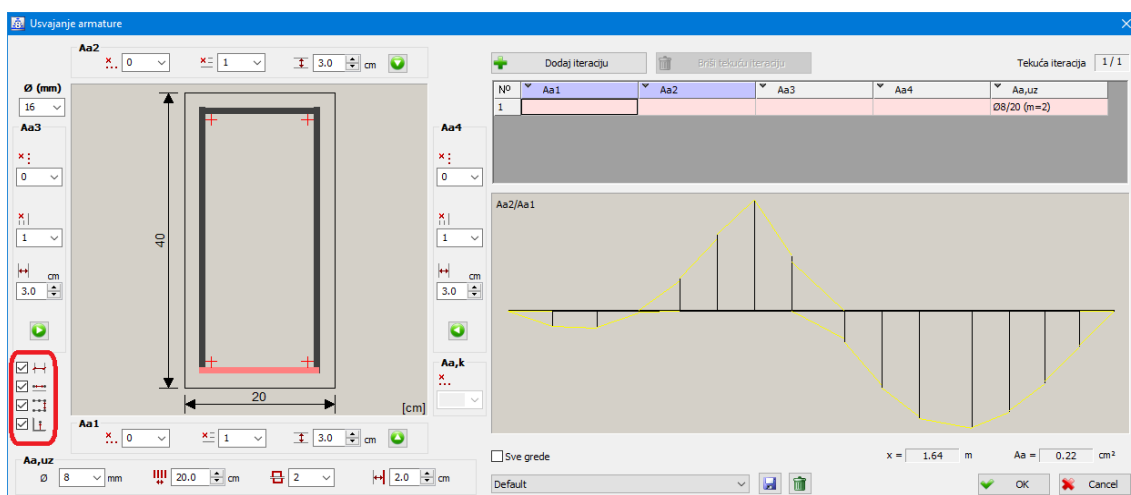 Usvajanje armature
Aa2
0 1 3.0 cm
Ø (mm)
16
Aa3
0
1
cm
3.0
40
20
[cm]
Aa4
0
1
cm
3.0
Aa,k
Aa1
0 1 3.0 cm
Aa,uz
Ø 8 mm 20.0 cm 2 2.0 cm
Dodaj iteraciju Briši tekuću iteraciju Tekuća iteracija 1 / 1
Nº Aa1 Aa2 Aa3 Aa4 Aa,uz
1 Ø8/20 (m=2)
Aa2/Aa1
Sve grede x = 1.64 m Aa = 0.22 cm²
Default OK Cancel